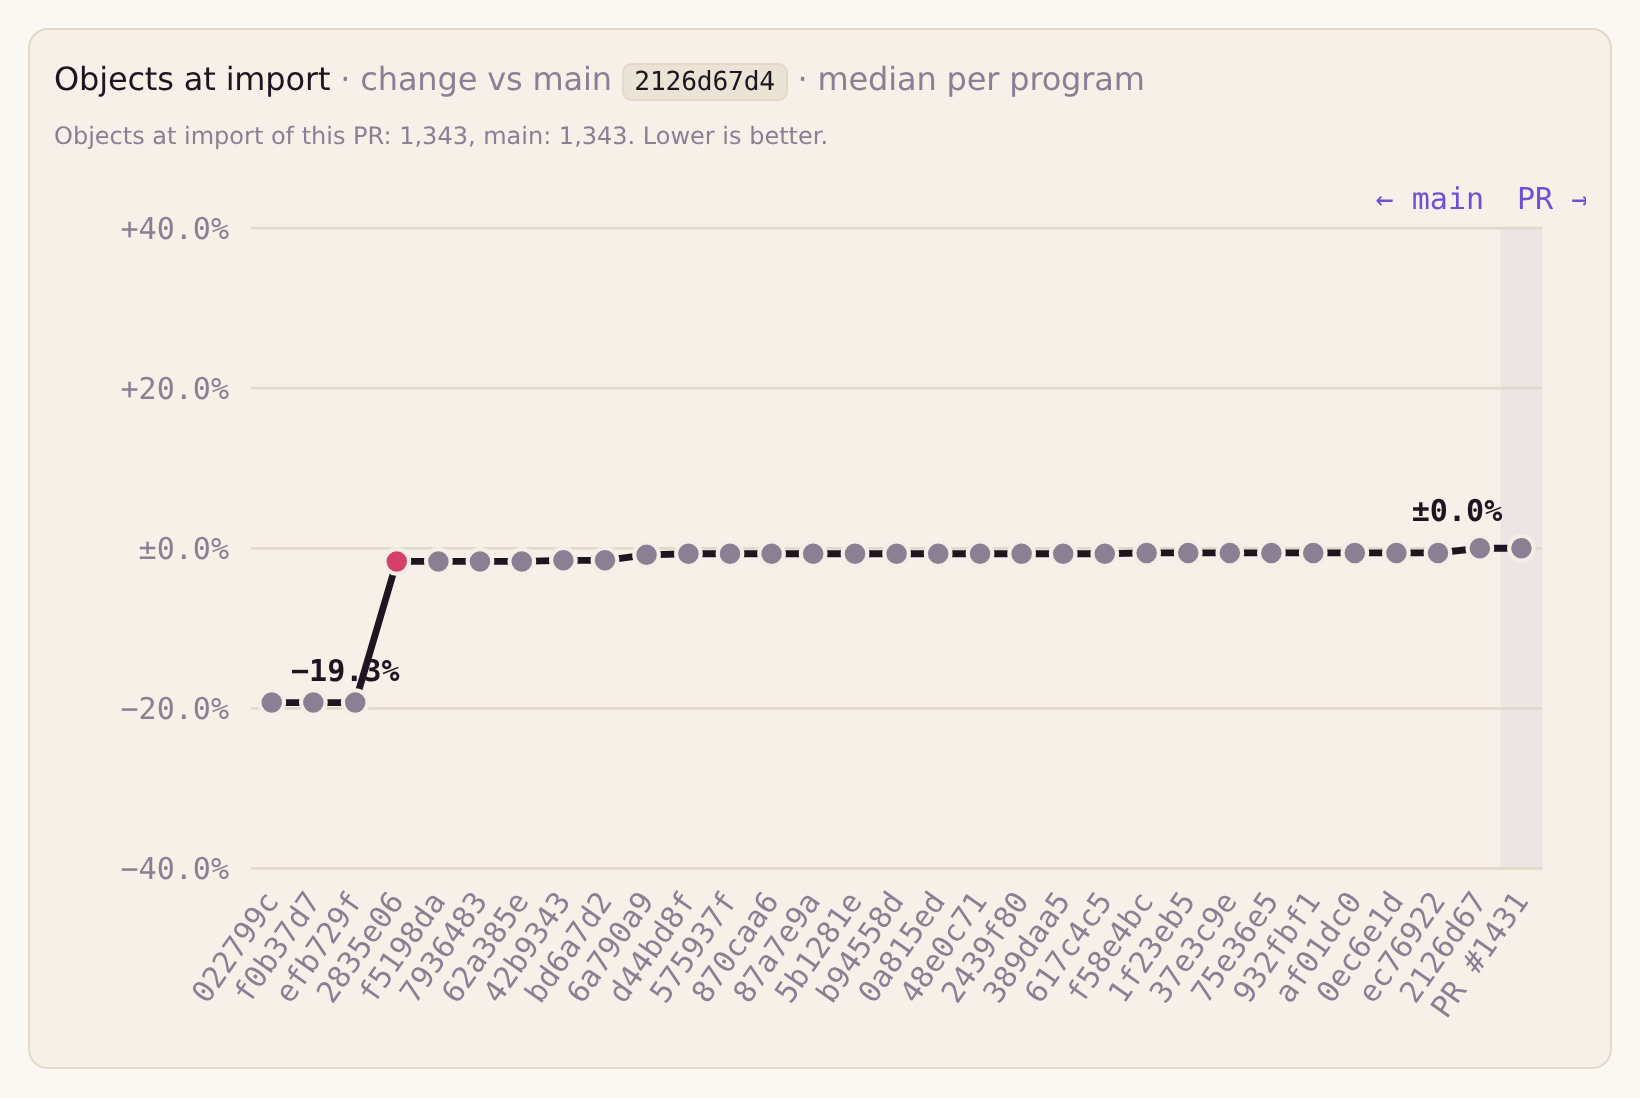 Objects at import · change vs main 2126d67d4 · median per program
Objects at import of this PR: 1,343, main: 1,343. Lower is better.
← main PR →
+40.0%
+20.0%
±0.0%
−20.0%
−40.0%
−19.3%
±0.0%
022799c
f0b37d7
efb729f
2835e06
f5198da
7936483
62a385e
42b9343
bd6a7d2
6a790a9
d44bd8f
575937f
870caa6
87a7e9a
5b1281e
b94558d
0a815ed
48e0c71
2439f80
389daa5
617c4c5
f58e4bc
1f23eb5
37e3c9e
75e36e5
932fbf1
af01dc0
0ec6e1d
ec76922
2126d67
PR #1431